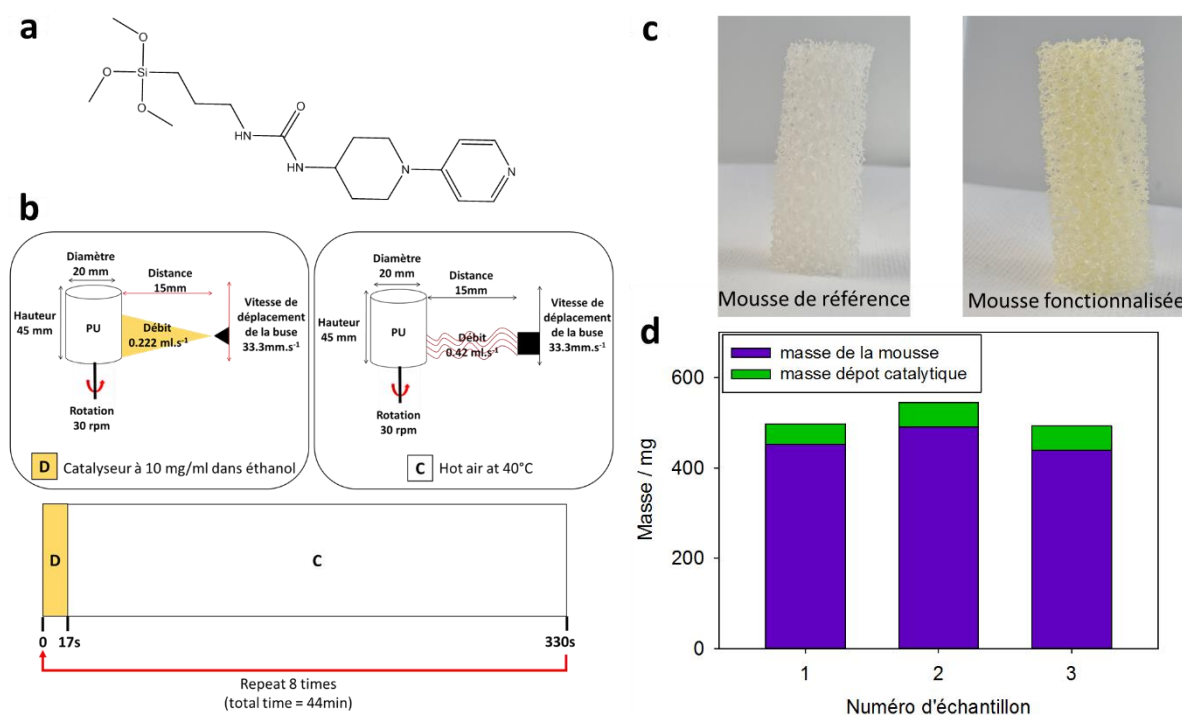 a
O
O
Si
O
HN
O
HN
N
N
b
Diamètre
20 mm
Distance
15mm
Hauteur
45 mm
PU
Débit
0.222 ml.s⁻¹
Vitesse de
déplacement
de la buse
33.3mm.s⁻¹
Rotation
30 rpm
D Catalyseur à 10 mg/ml dans éthanol
Diamètre
20 mm
Distance
15mm
Hauteur
45 mm
PU
Débit
0.42 ml.s⁻¹
Vitesse de
déplacement
de la buse
33.3mm.s⁻¹
Rotation
30 rpm
C Hot air at 40°C
D
C
0
17s
330s
Repeat 8 times
(total time = 44min)
c
Mousse de référence
Mousse fonctionnalisée
d
masse de la mousse
masse dépot catalytique
Masse / mg
600
400
200
0
1
2
3
Numéro d'échantillon